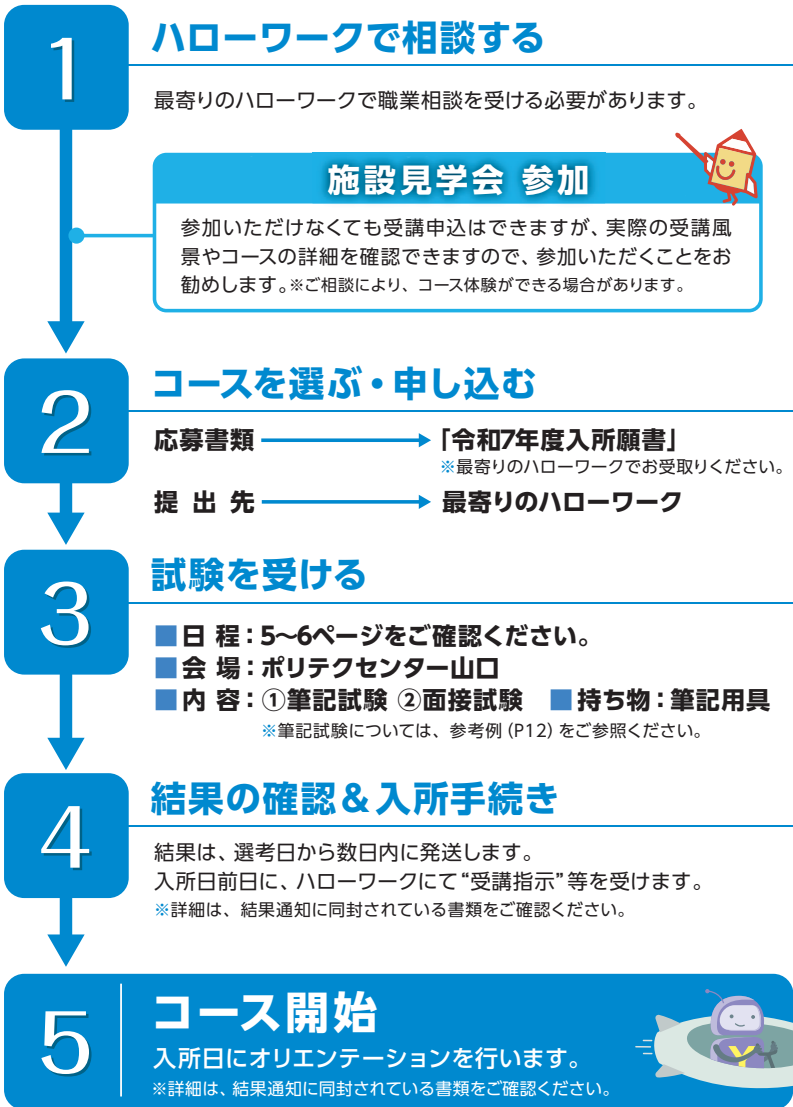 1
ハローワークで相談する
最寄りのハローワークで職業相談を受ける必要があります。
施設見学会 参加
参加いただけなくても受講申込はできますが、実際の受講風
景やコースの詳細を確認できますので、参加いただくことをお
勧めします。※ご相談により、コース体験ができる場合があります。
2
コースを選ぶ・申し込む
応募書類 「令和7年度入所願書」
※最寄りのハローワークでお受取りください。
提出先 最寄りのハローワーク
3
試験を受ける
■日 程：5～6ページをご確認ください。
■会 場：ポリテクセンター山口
■内 容：①筆記試験 ②面接試験 ■持ち物：筆記用具
※筆記試験については、参考例（P12）をご参照ください。
4
結果の確認＆入所手続き
結果は、選考日から数日内に発送します。
入所日前日に、ハローワークにて“受講指示”等を受けます。
※詳細は、結果通知に同封されている書類をご確認ください。
5
コース開始
入所日にオリエンテーションを行います。
※詳細は、結果通知に同封されている書類をご確認ください。